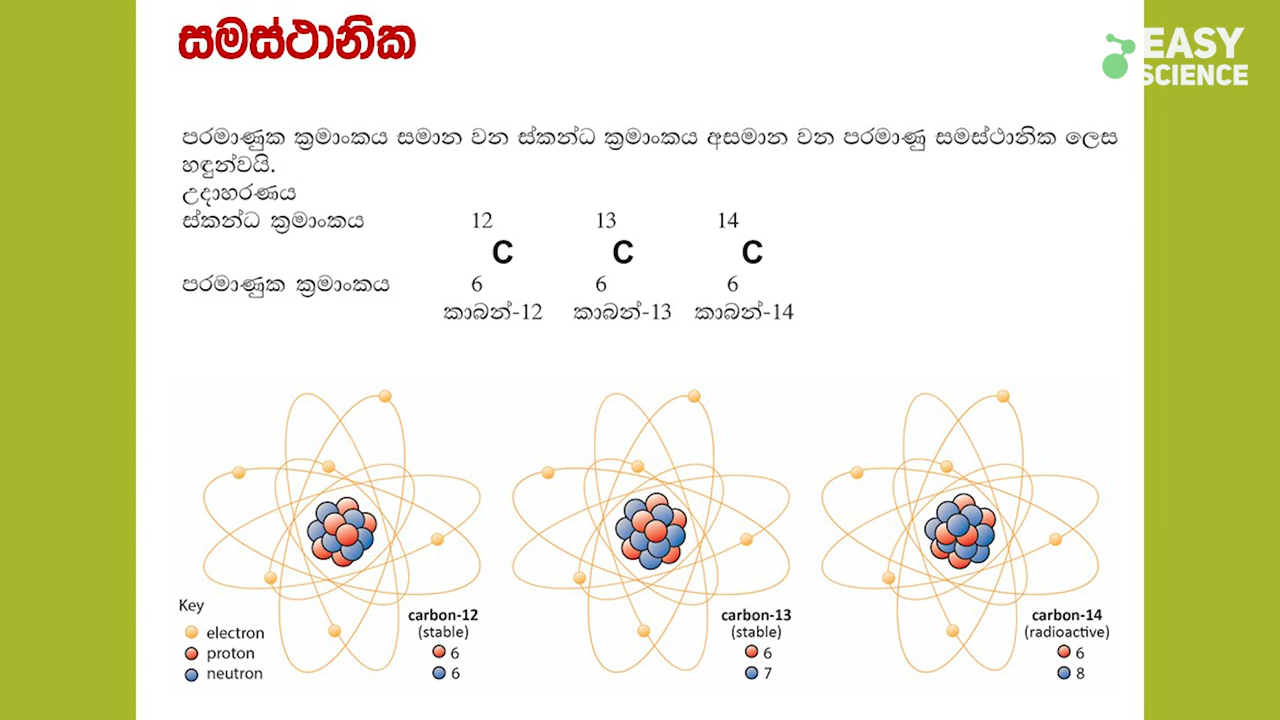 සමස්ථානික
EASY
SCIENCE
පරමාණුක ක්‍රමාංකය සමාන වන ස්කන්ධ ක්‍රමාංකය අසමාන වන පරමාණු සමස්ථානික ලෙස
හඳුන්වයි.
උදාහරණය
ස්කන්ධ ක්‍රමාංකය 12 13 14
C C C
පරමාණුක ක්‍රමාංකය 6 6 6
කාබන්-12 කාබන්-13 කාබන්-14
Key
electron
proton
neutron
carbon-12
(stable)
6
6
carbon-13
(stable)
6
7
carbon-14
(radioactive)
6
8